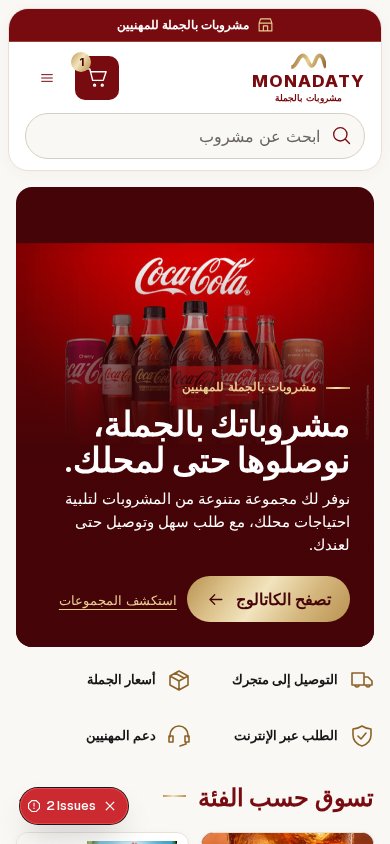 مشروبات بالجملة للمهنيين
1
MONADATY
مشروبات بالجملة
ابحث عن مشروب
Coca-Cola
Cherry
مشروبات بالجملة للمهنيين
مشروباتك بالجملة،
نوصلوها حتى لمحلك.
نوفر لك مجموعة متنوعة من المشروبات لتلبية
احتياجات محلك، مع طلب سهل وتوصيل حتى
لعندك.
تصفح الكاتالوج
استكشف المجموعات
التوصيل إلى متجرك
أسعار الجملة
الطلب عبر الإنترنت
دعم المهنيين
تسوق حسب الفئة
2 Issues